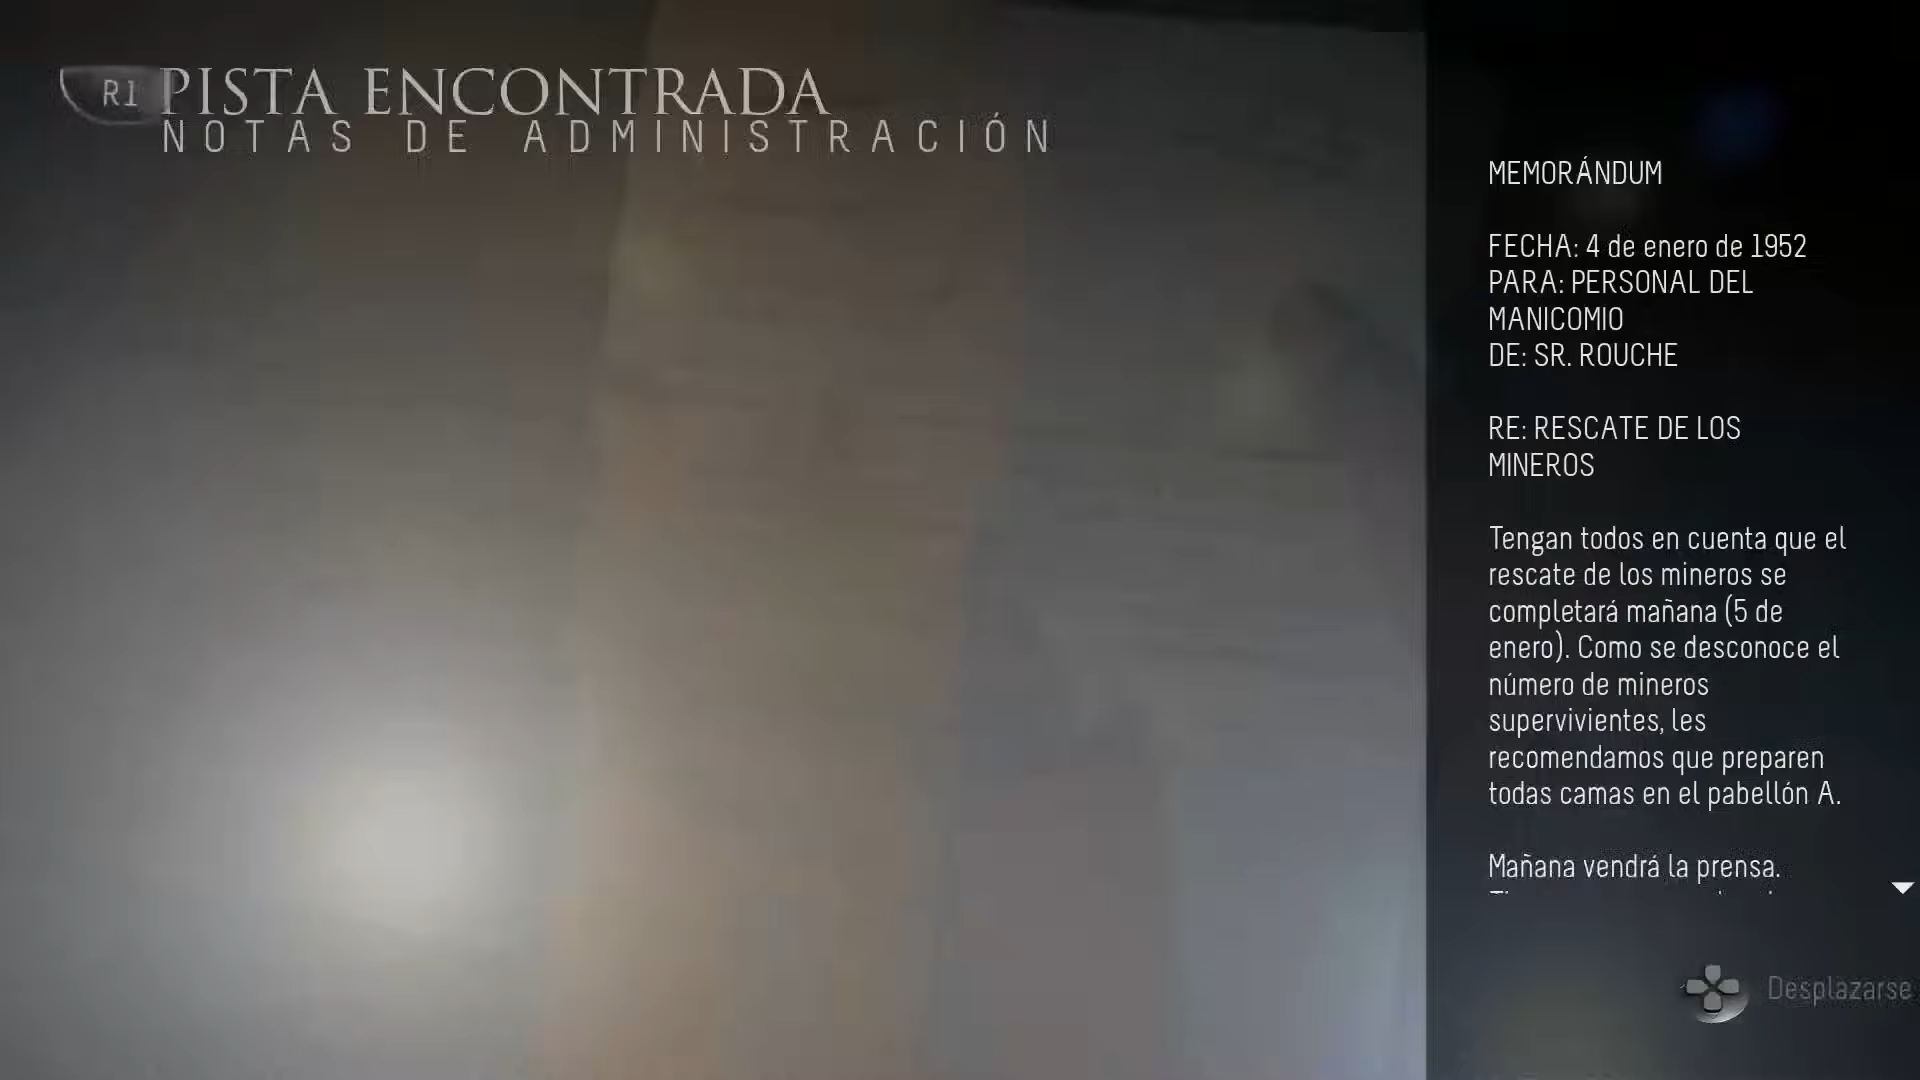 R1 PISTA ENCONTRADA
NOTAS DE ADMINISTRACIÓN
MEMORÁNDUM
FECHA: 4 de enero de 1952
PARA: PERSONAL DEL
MANICOMIO
DE: SR. ROUCHE
RE: RESCATE DE LOS
MINEROS
Tengan todos en cuenta que el
rescate de los mineros se
completará mañana (5 de
enero). Como se desconoce el
número de mineros
supervivientes, les
recomendamos que preparen
todas camas en el pabellón A.
Mañana vendrá la prensa.
Desplazarse